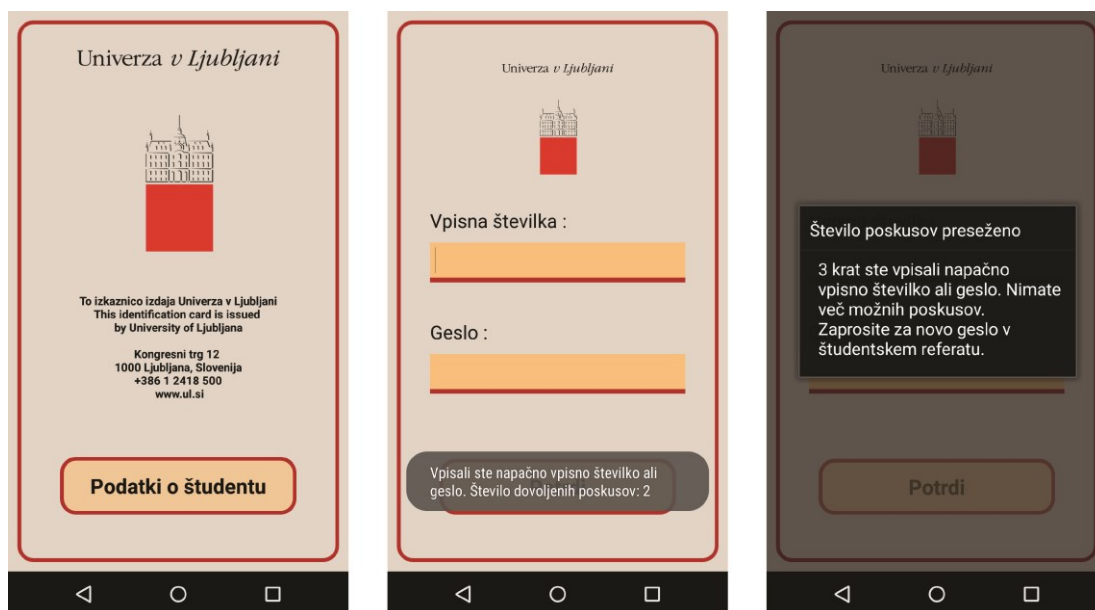 Univerza v Ljubljani
To izkaznico izdaja Univerza v Ljubljani
This identification card is issued
by University of Ljubljana
Kongresni trg 12
1000 Ljubljana, Slovenija
+386 1 2418 500
www.ul.si
Podatki o študentu
Univerza v Ljubljani
Vpisna številka :
Geslo :
Vpisali ste napačno vpisno številko ali
geslo. Število dovoljenih poskusov: 2
Univerza v Ljubljani
Število poskusov preseženo
3 krat ste vpisali napačno
vpisno številko ali geslo. Nimate
več možnih poskusov.
Zaprosite za novo geslo v
študentskem referatu.
Potrdi